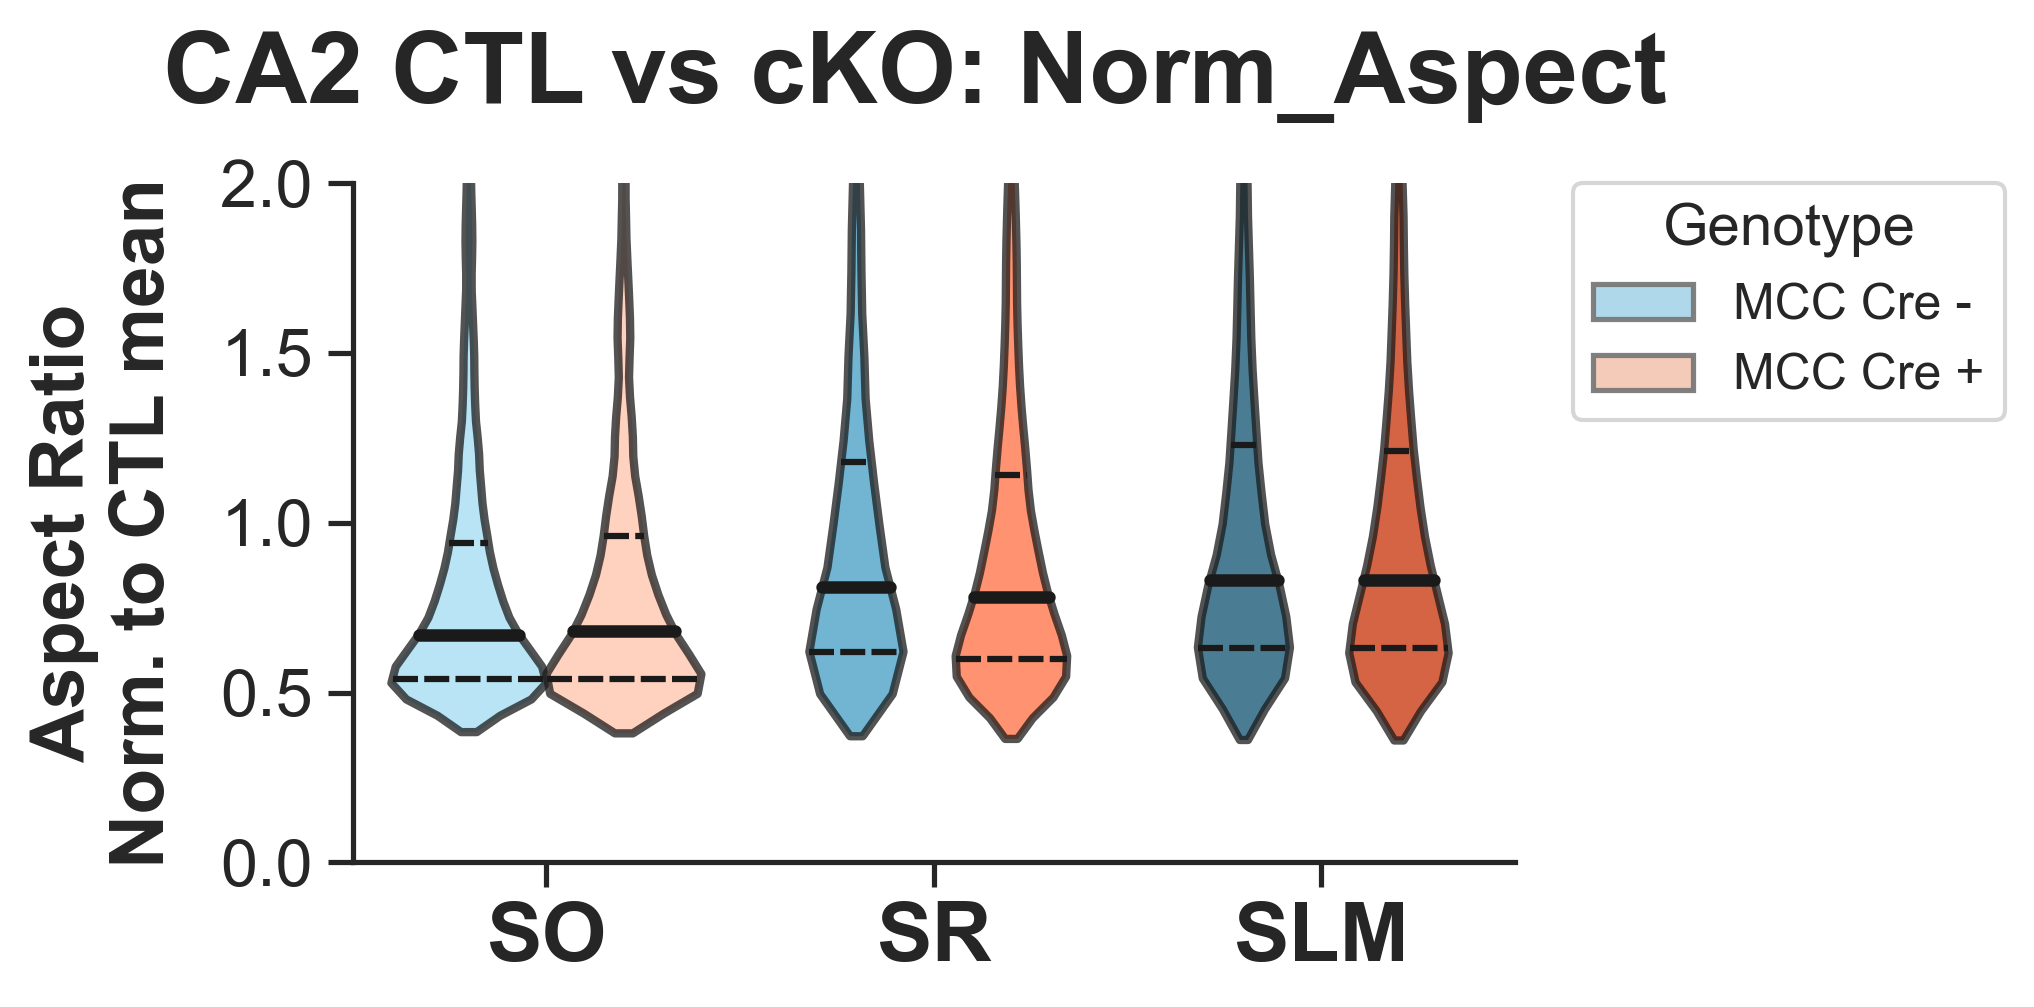 CA2 CTL vs cKO: Norm_Aspect
Aspect Ratio
Norm. to CTL mean
2.0
1.5
1.0
0.5
0.0
SO
SR
SLM
Genotype
MCC Cre -
MCC Cre +